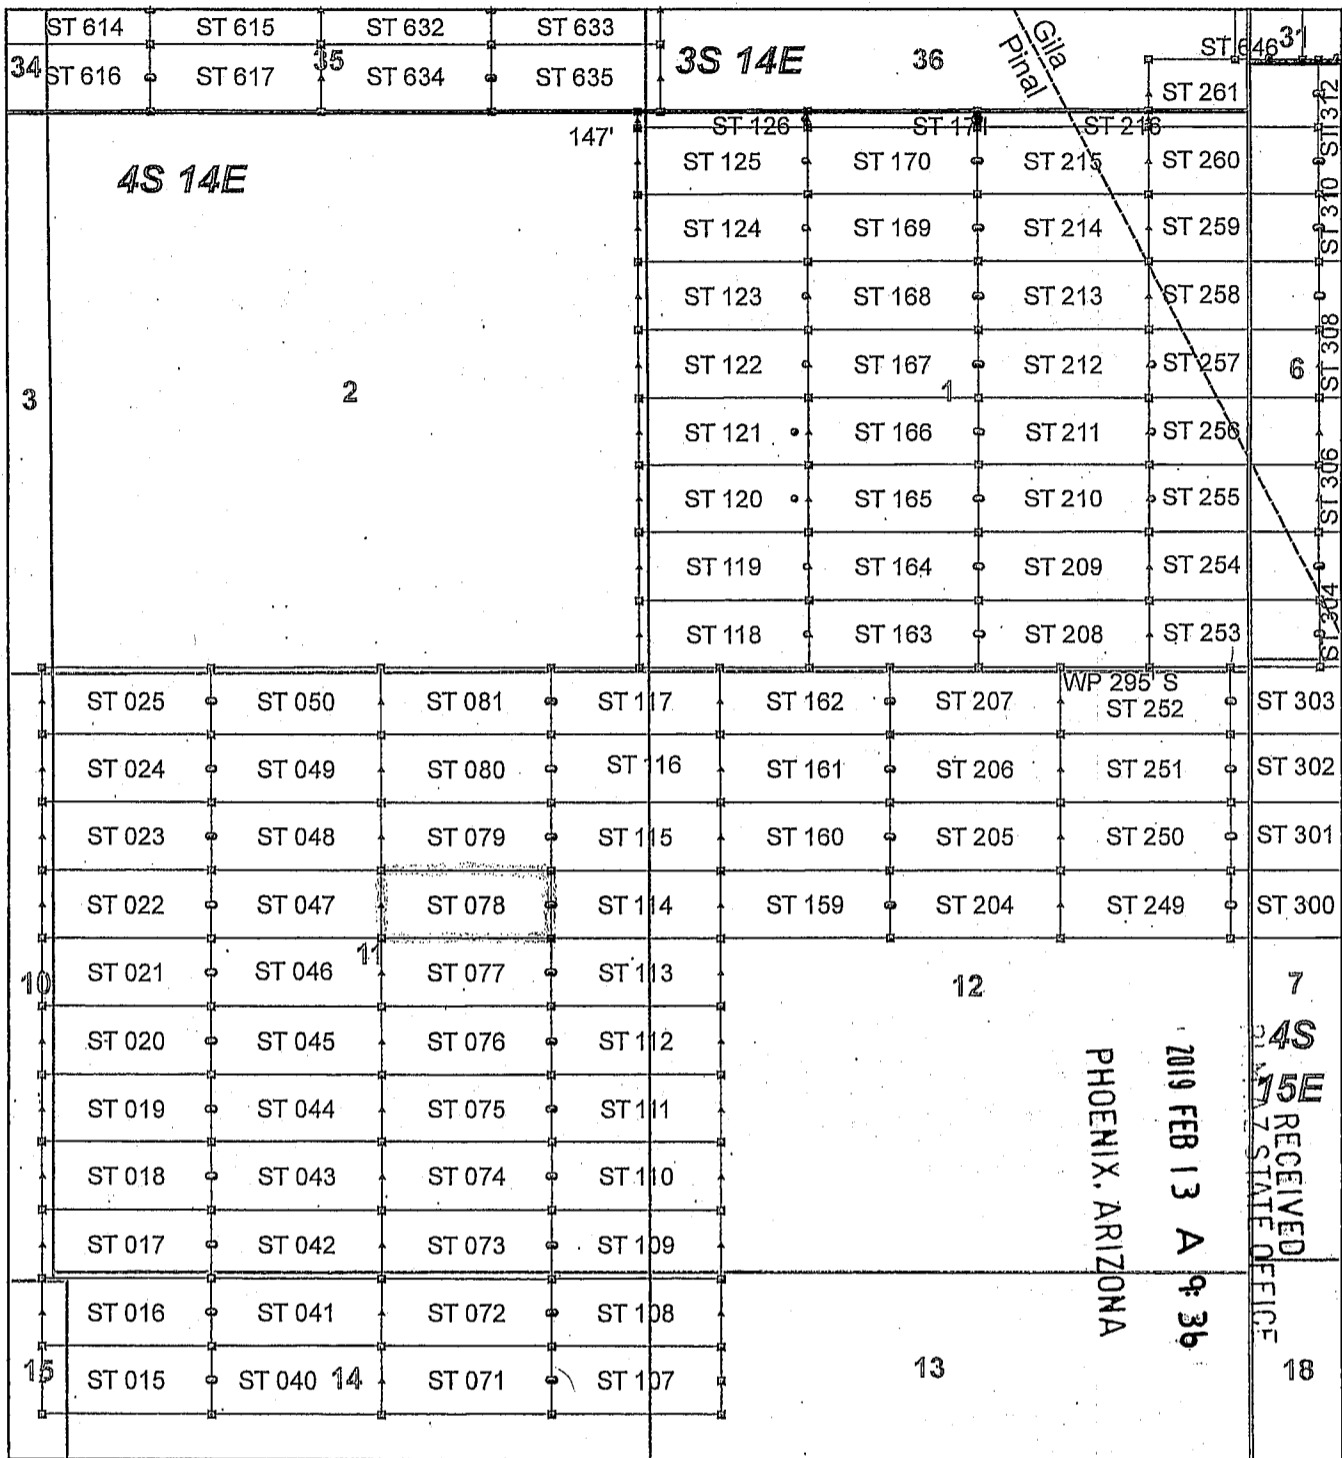 ST 614 ST 615 ST 632 ST 633
34 35 3S 14E 36 Gila Pinal ST 646 31
ST 616 ST 617 ST 634 ST 635 ST 261
147' ST 126 ST 171 ST 216 ST 312
4S 14E ST 125 ST 170 ST 215 ST 260
ST 124 ST 169 ST 214 ST 259 ST 310
ST 123 ST 168 ST 213 ST 258
ST 122 ST 167 ST 212 ST 257 6 ST 308
3 2 1
ST 121 ST 166 ST 211 ST 256
ST 120 ST 165 ST 210 ST 255 ST 306
ST 119 ST 164 ST 209 ST 254
ST 118 ST 163 ST 208 ST 253 ST 304
WP 295' S
ST 025 ST 050 ST 081 ST 117 ST 162 ST 207 ST 252 ST 303
ST 024 ST 049 ST 080 ST 116 ST 161 ST 206 ST 251 ST 302
ST 023 ST 048 ST 079 ST 115 ST 160 ST 205 ST 250 ST 301
ST 022 ST 047 ST 078 ST 114 ST 159 ST 204 ST 249 ST 300
11
10 ST 021 ST 046 ST 077 ST 113 12 7
ST 020 ST 045 ST 076 ST 112 4S
ST 019 ST 044 ST 075 ST 111 15E
ST 018 ST 043 ST 074 ST 110
ST 017 ST 042 ST 073 ST 109
ST 016 ST 041 ST 072 ST 108
15 ST 015 ST 040 14 ST 071 ST 107 13 18
RECEIVED
AZ STATE OFFICE
2019 FEB 13 A 9:36
PHOENIX, ARIZONA